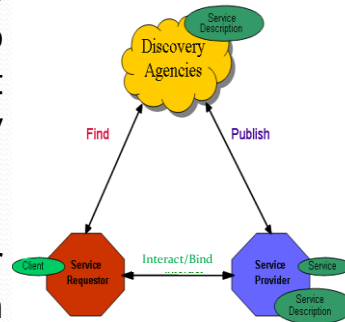 Service
Description
Discovery
Agencies
Find
Publish
Client
Service
Requestor
Interact/Bind
Service
Provider
Service
Service
Description